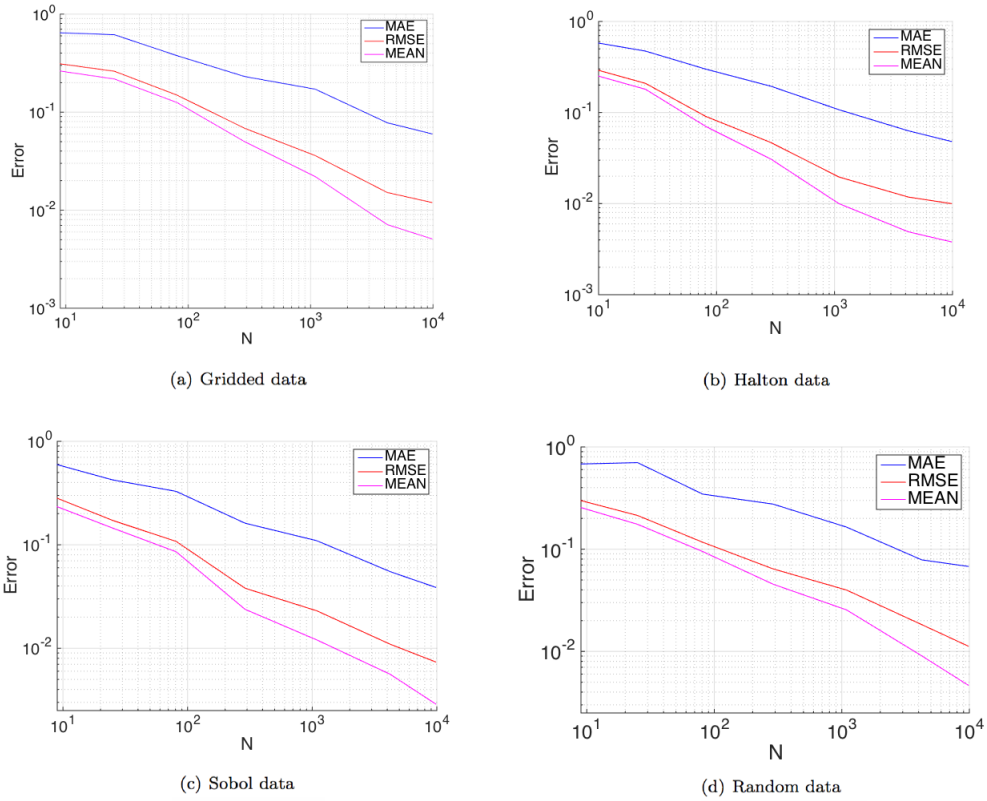 10^0
10^-1
10^-2
10^-3
Error
MAE
RMSE
MEAN
10^1
10^2
10^3
10^4
N
(a) Gridded data
10^0
10^-1
10^-2
10^-3
Error
MAE
RMSE
MEAN
10^1
10^2
10^3
10^4
N
(b) Halton data
10^0
10^-1
10^-2
Error
MAE
RMSE
MEAN
10^1
10^2
10^3
10^4
N
(c) Sobol data
10^0
10^-1
10^-2
Error
MAE
RMSE
MEAN
10^1
10^2
10^3
10^4
N
(d) Random data